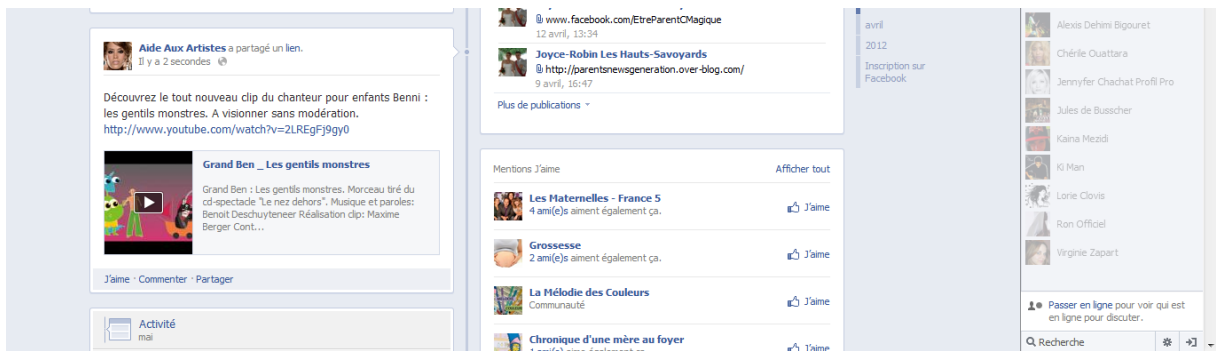 Aide Aux Artistes a partagé un lien.
Il y a 2 secondes
Découvrez le tout nouveau clip du chanteur pour enfants Benni :
les gentils monstres. A visionner sans modération.
http://www.youtube.com/watch?v=2LREgFj9gy0
Grand Ben _ Les gentils monstres
Grand Ben : Les gentils monstres. Morceau tiré du
cd-spectacle "Le nez dehors". Musique et paroles:
Benoit Deschuyteneer Réalisation clip: Maxime
Berger Cont...
J'aime · Commenter · Partager
Activité
mai
www.facebook.com/EtreParentCMagique
12 avril, 13:34
Joyce-Robin Les Hauts-Savoyards
http://parentsnewsgeneration.over-blog.com/
9 avril, 16:47
Plus de publications
Mentions J'aime
Afficher tout
Les Maternelles - France 5
4 ami(e)s aiment également ça.
J'aime
Grossesse
2 ami(e)s aiment également ça.
J'aime
La Mélodie des Couleurs
Communauté
J'aime
Chronique d'une mère au foyer
J'aime
avril
2012
Inscription sur
Facebook
Alexis Dehimi Bigouret
Chérile Ouattara
Jennyfer Chachat Profil Pro
Jules de Busscher
Kaina Mezidi
Ki Man
Lorie Clovis
Ron Officiel
Virginie Zapart
Passer en ligne pour voir qui est
en ligne pour discuter.
Recherche